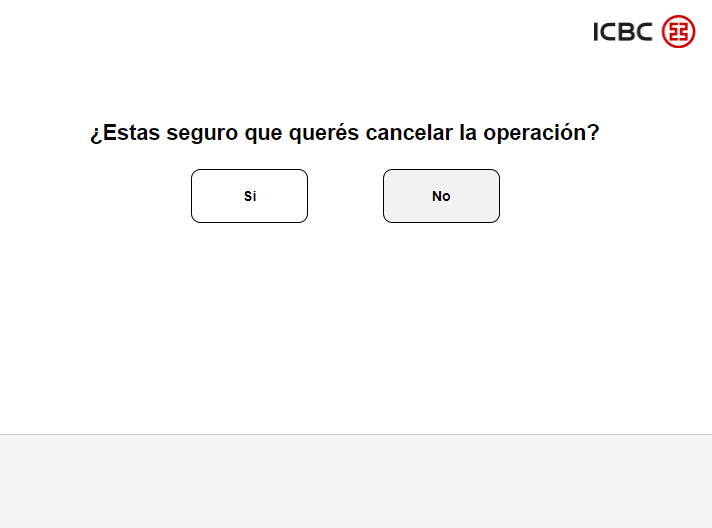 ICBC
¿Estas seguro que querés cancelar la operación?
Si
No